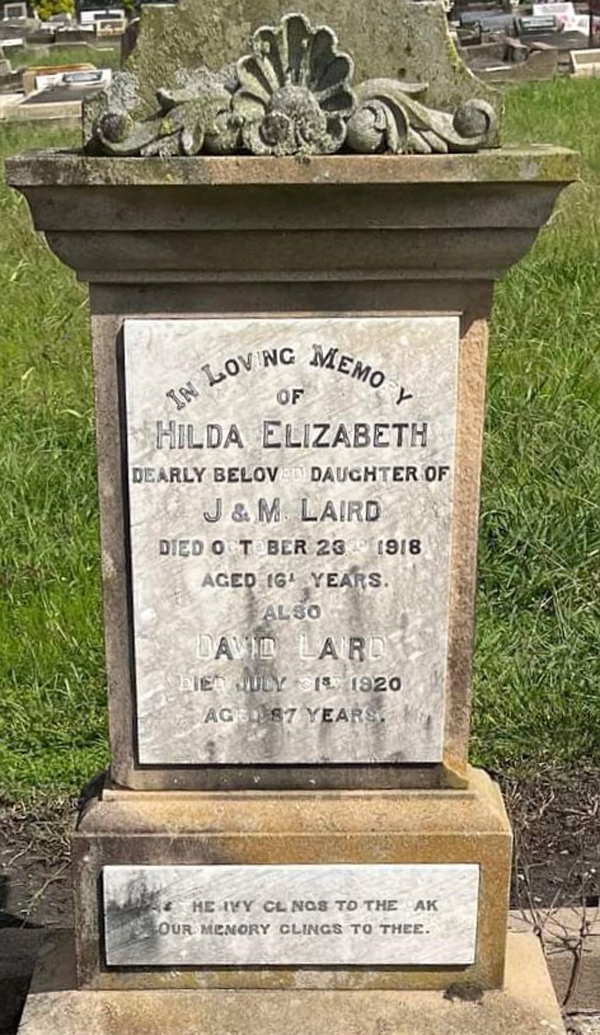 IN LOVING MEMORY
OF
HILDA ELIZABETH
DEARLY BELOVED DAUGHTER OF
J & M. LAIRD
DIED OCTOBER 23RD 1918
AGED 16½ YEARS.
ALSO
DAVID LAIRD
DIED JULY 31ST 1920
AGED 87 YEARS.
AS THE IVY CLINGS TO THE OAK
OUR MEMORY CLINGS TO THEE.